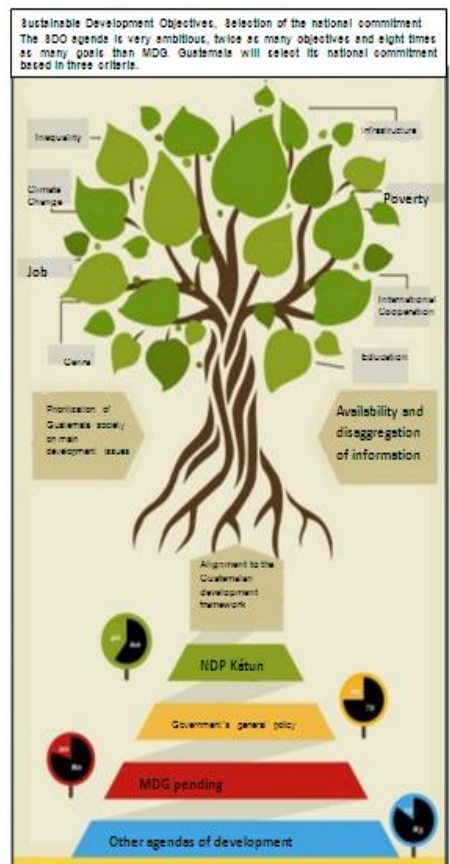 Sustainable Development Objectives, Selection of the national commitment
The SDO agenda is very ambitious, twice as many objectives and eight times
as many goals than MDG. Guatemala will select its national commitment
based in three criteria.
Inequality
Infrastructure
Climate
Change
Poverty
Job
International
Cooperation
Genre
Education
Prioritization of
Guatemala society
on main
development issues
Availability and
disaggregation
of information
Alignment to the
Guatemalan
development
framework
NDP Kátun
Government's general policy
MDG pending
Other agendas of development